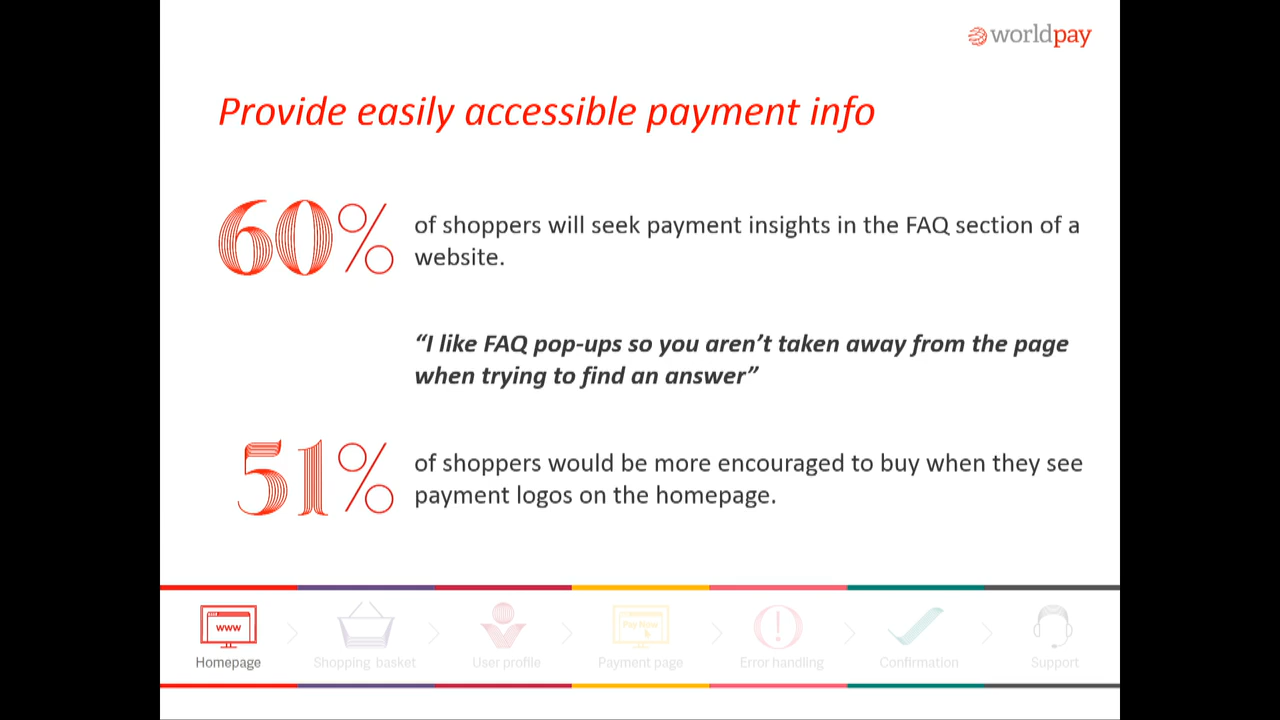 worldpay
Provide easily accessible payment info
60% of shoppers will seek payment insights in the FAQ section of a
website.
“I like FAQ pop-ups so you aren’t taken away from the page
when trying to find an answer”
51% of shoppers would be more encouraged to buy when they see
payment logos on the homepage.
www
Pay Now
Homepage
Shopping basket
User profile
Payment page
Error handling
Confirmation
Support